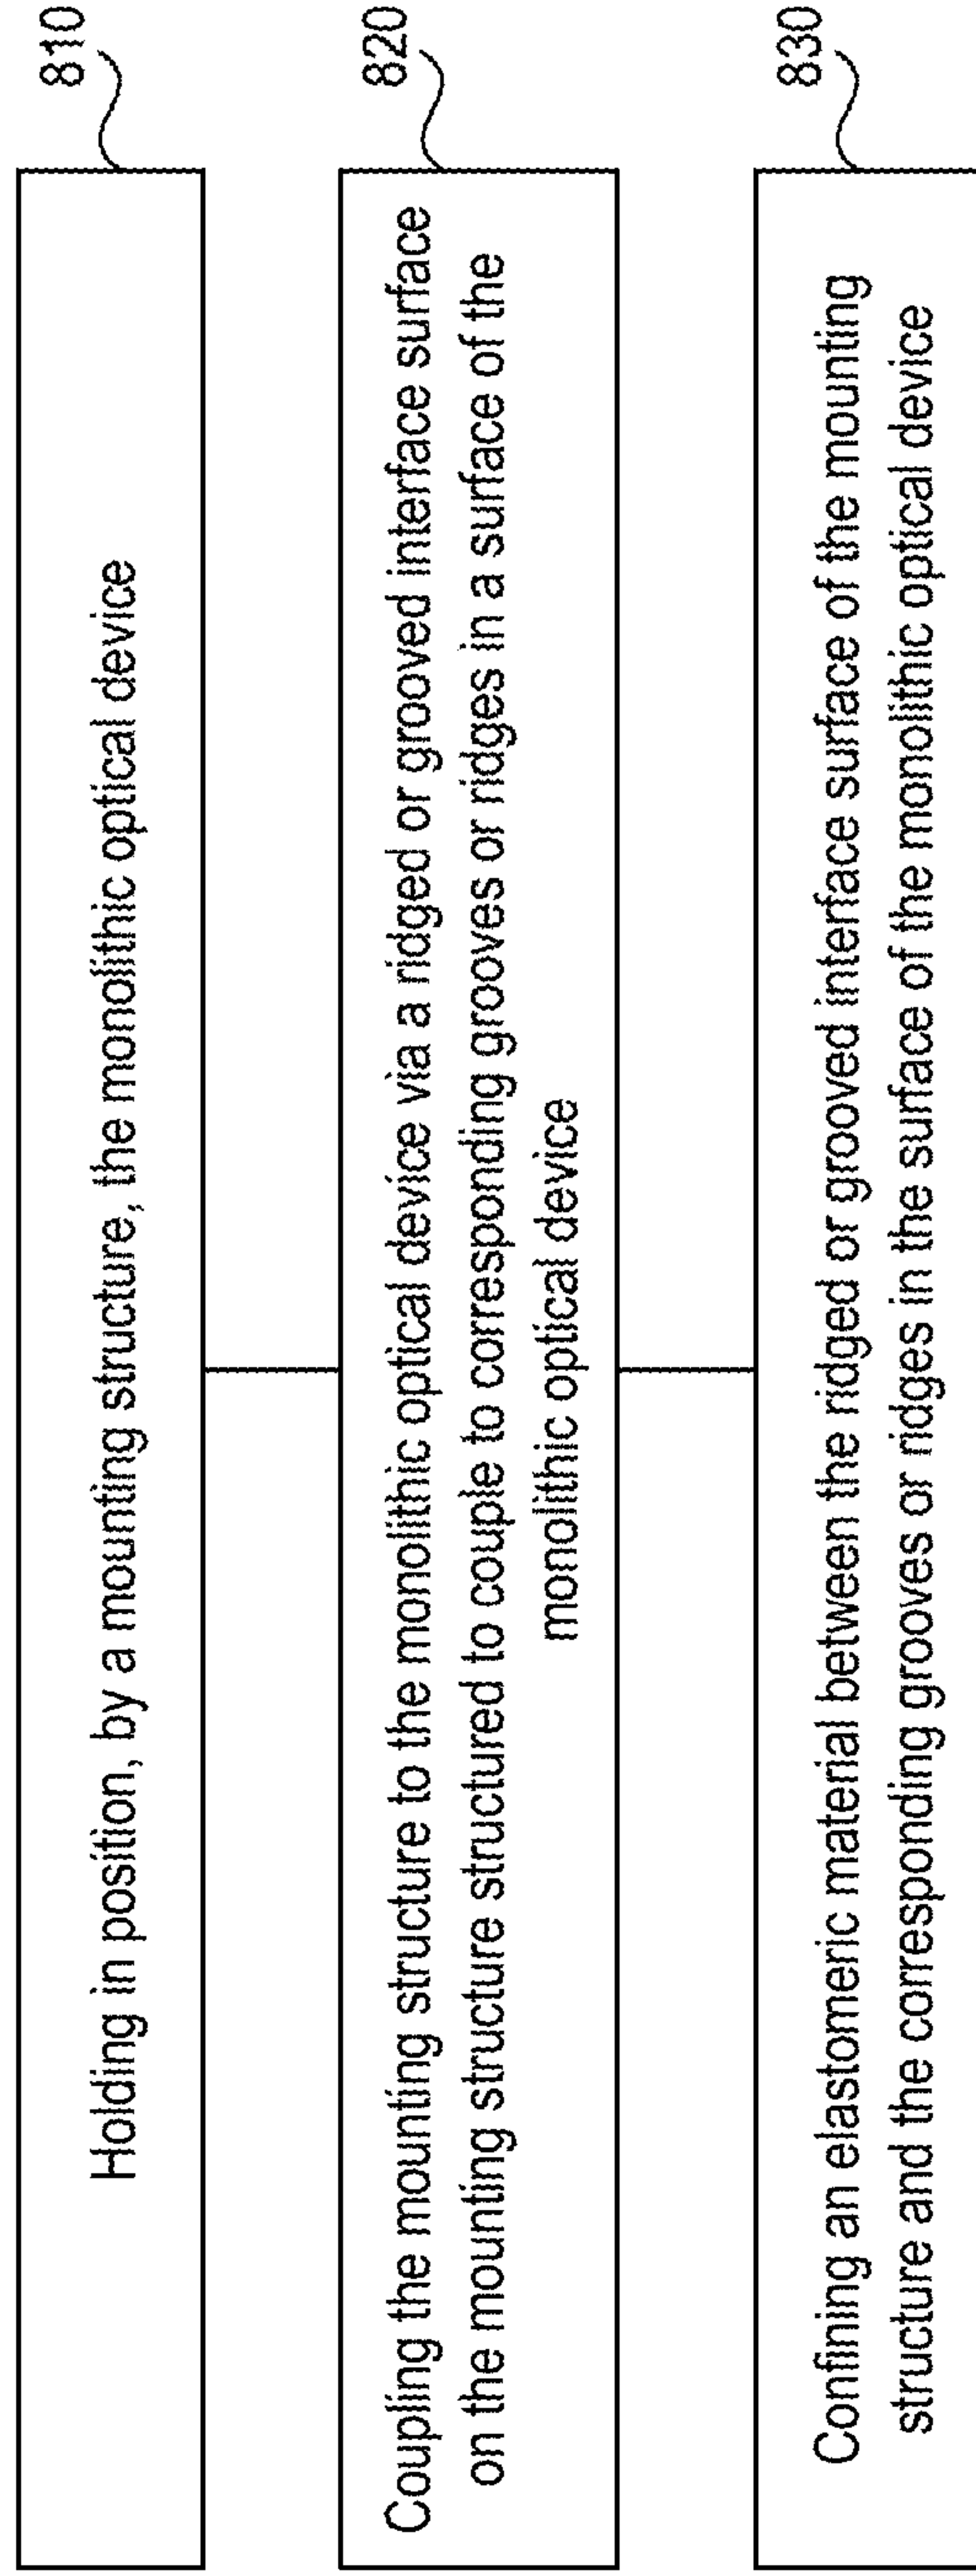 810
Holding in position, by a mounting structure, the monolithic optical device
820
Coupling the mounting structure to the monolithic optical device via a ridged or grooved interface surface
on the mounting structure structured to couple to corresponding grooves or ridges in a surface of the
monolithic optical device
830
Confining an elastomeric material between the ridged or grooved interface surface of the mounting
structure and the corresponding grooves or ridges in the surface of the monolithic optical device